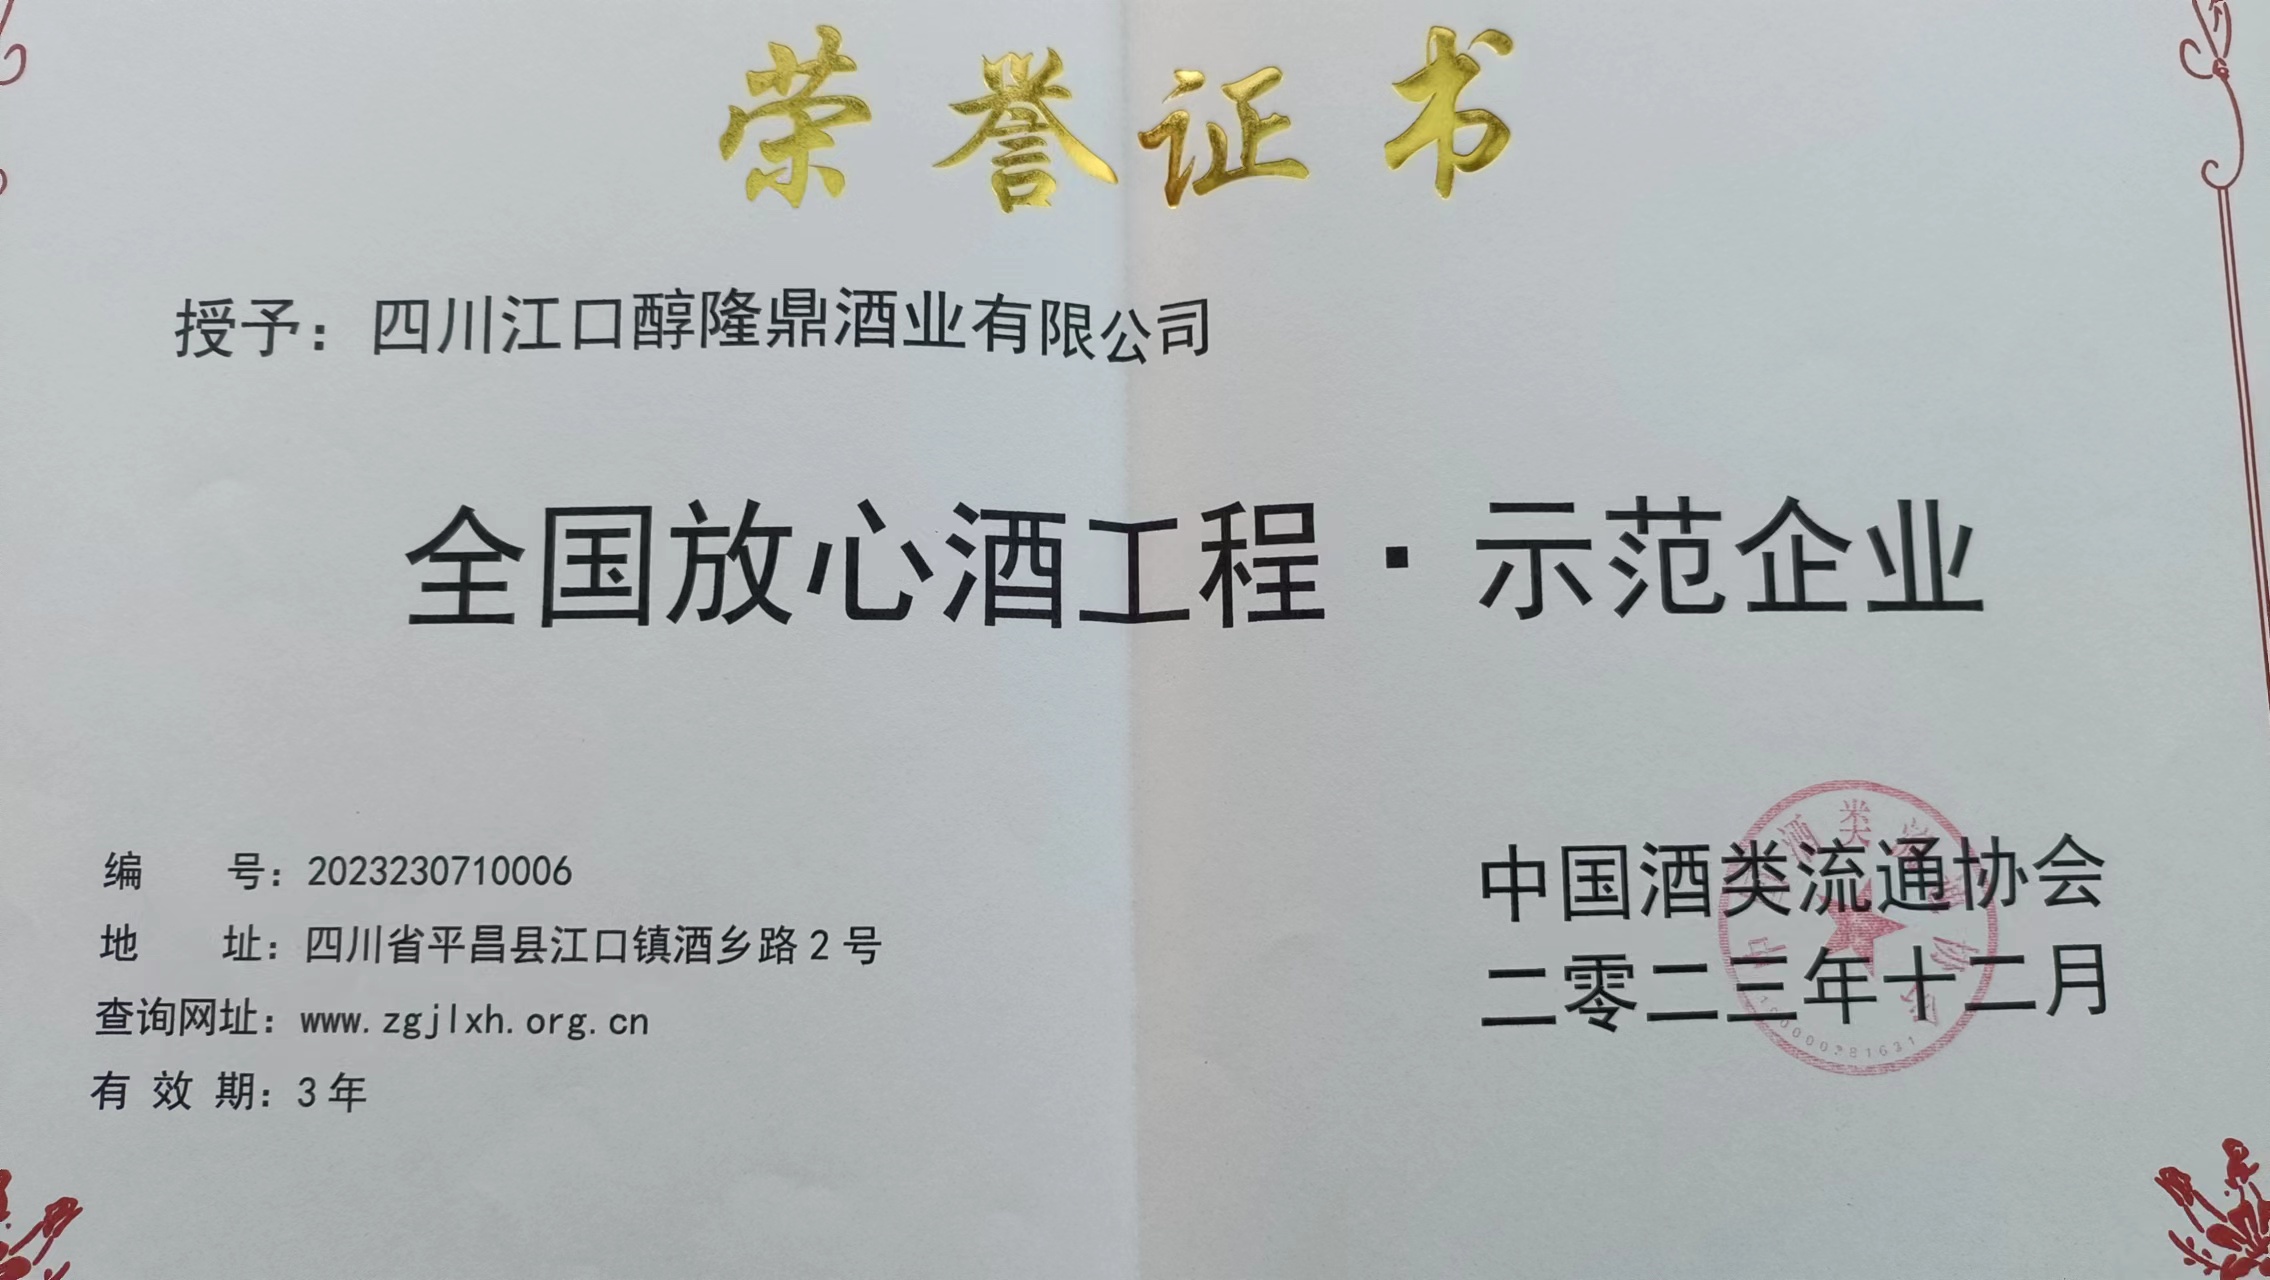 荣誉证书
授予：四川江口醇隆鼎酒业有限公司
全国放心酒工程·示范企业
编 号：2023230710006
地 址：四川省平昌县江口镇酒乡路2号
查询网址：www.zgjlxh.org.cn
有效期：3年
中国酒类流通协会
二零二三年十二月